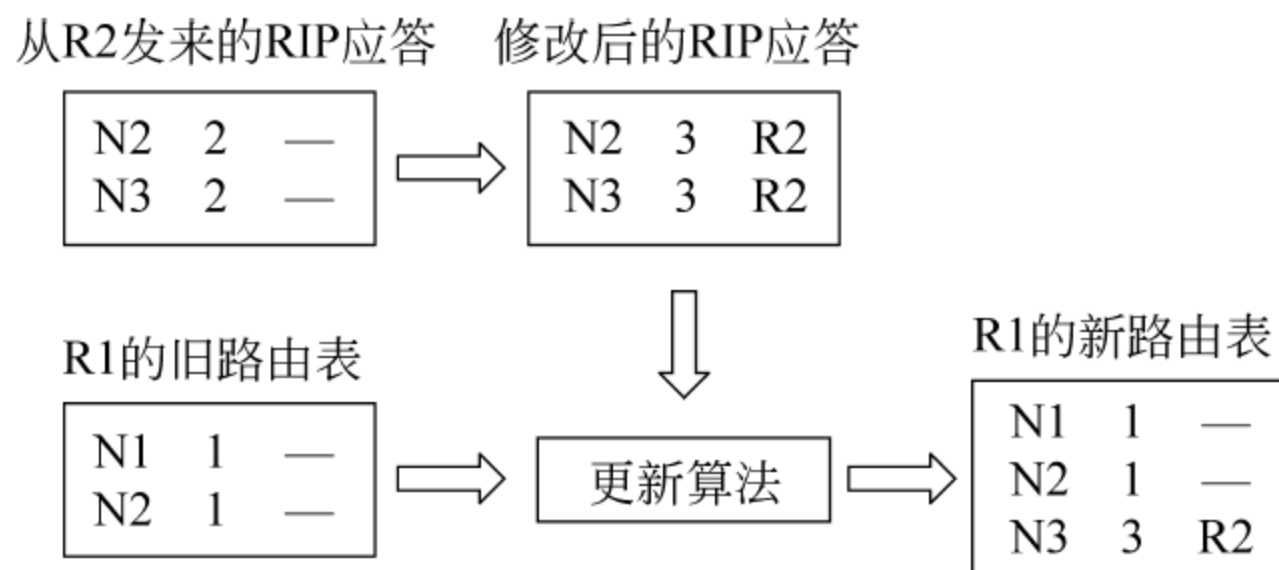 从R2发来的RIP应答
N2 2 —
N3 2 —
修改后的RIP应答
N2 3 R2
N3 3 R2
R1的旧路由表
N1 1 —
N2 1 —
更新算法
R1的新路由表
N1 1 —
N2 1 —
N3 3 R2